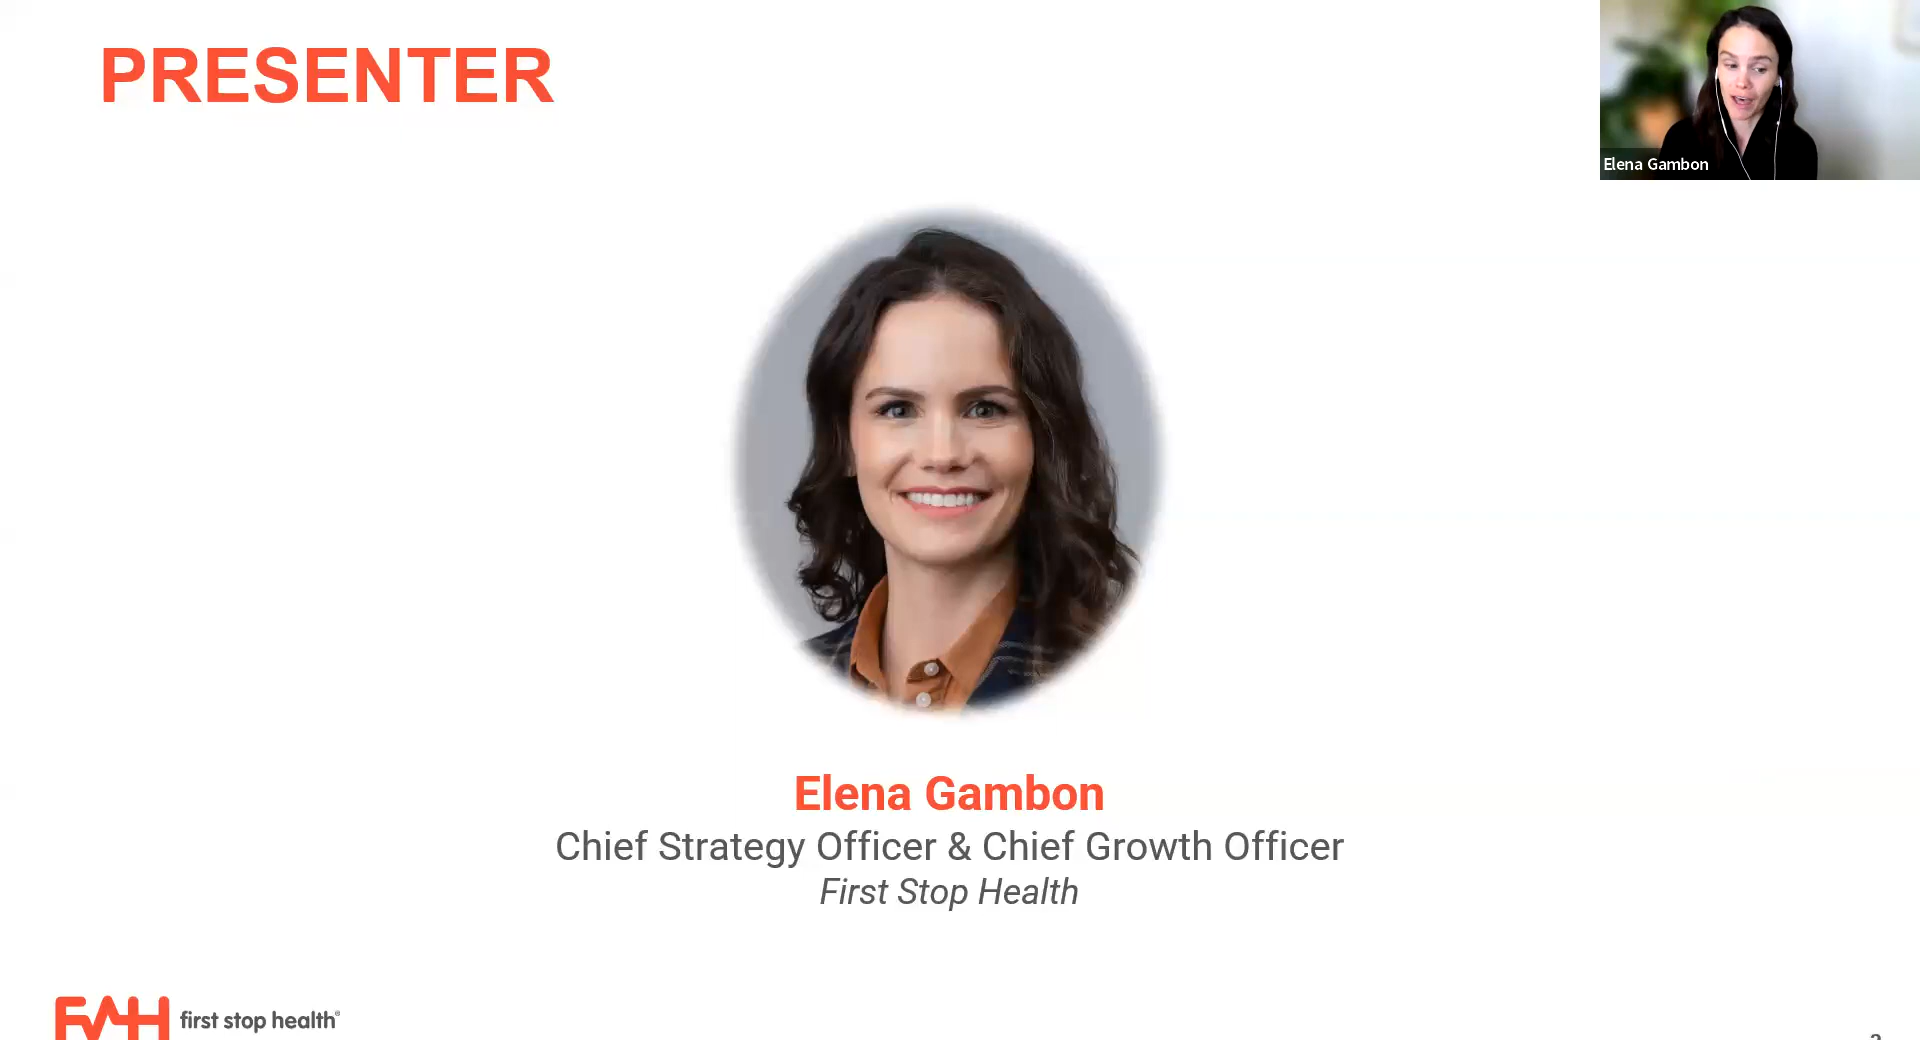 PRESENTER
Elena Gambon
Elena Gambon
Chief Strategy Officer & Chief Growth Officer
First Stop Health
first stop health®